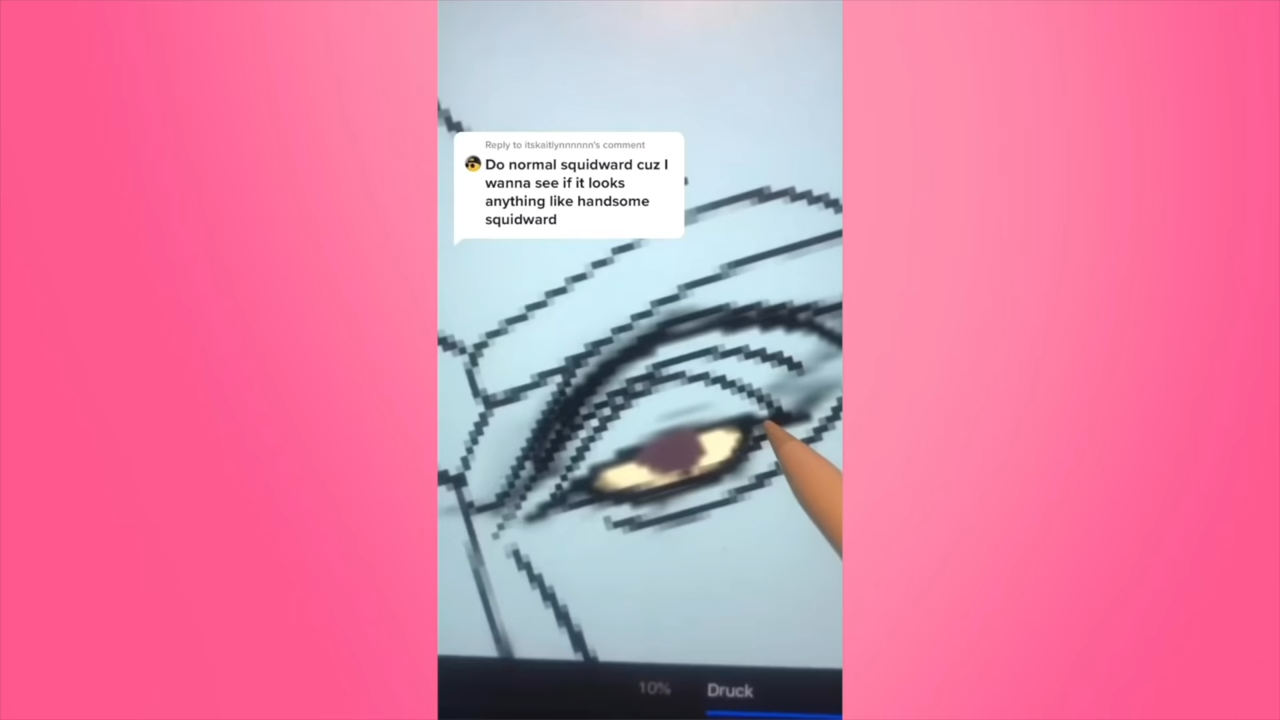 Reply to itskaitlynnnnnn's comment
Do normal squidward cuz I
wanna see if it looks
anything like handsome
squidward
10% Druck